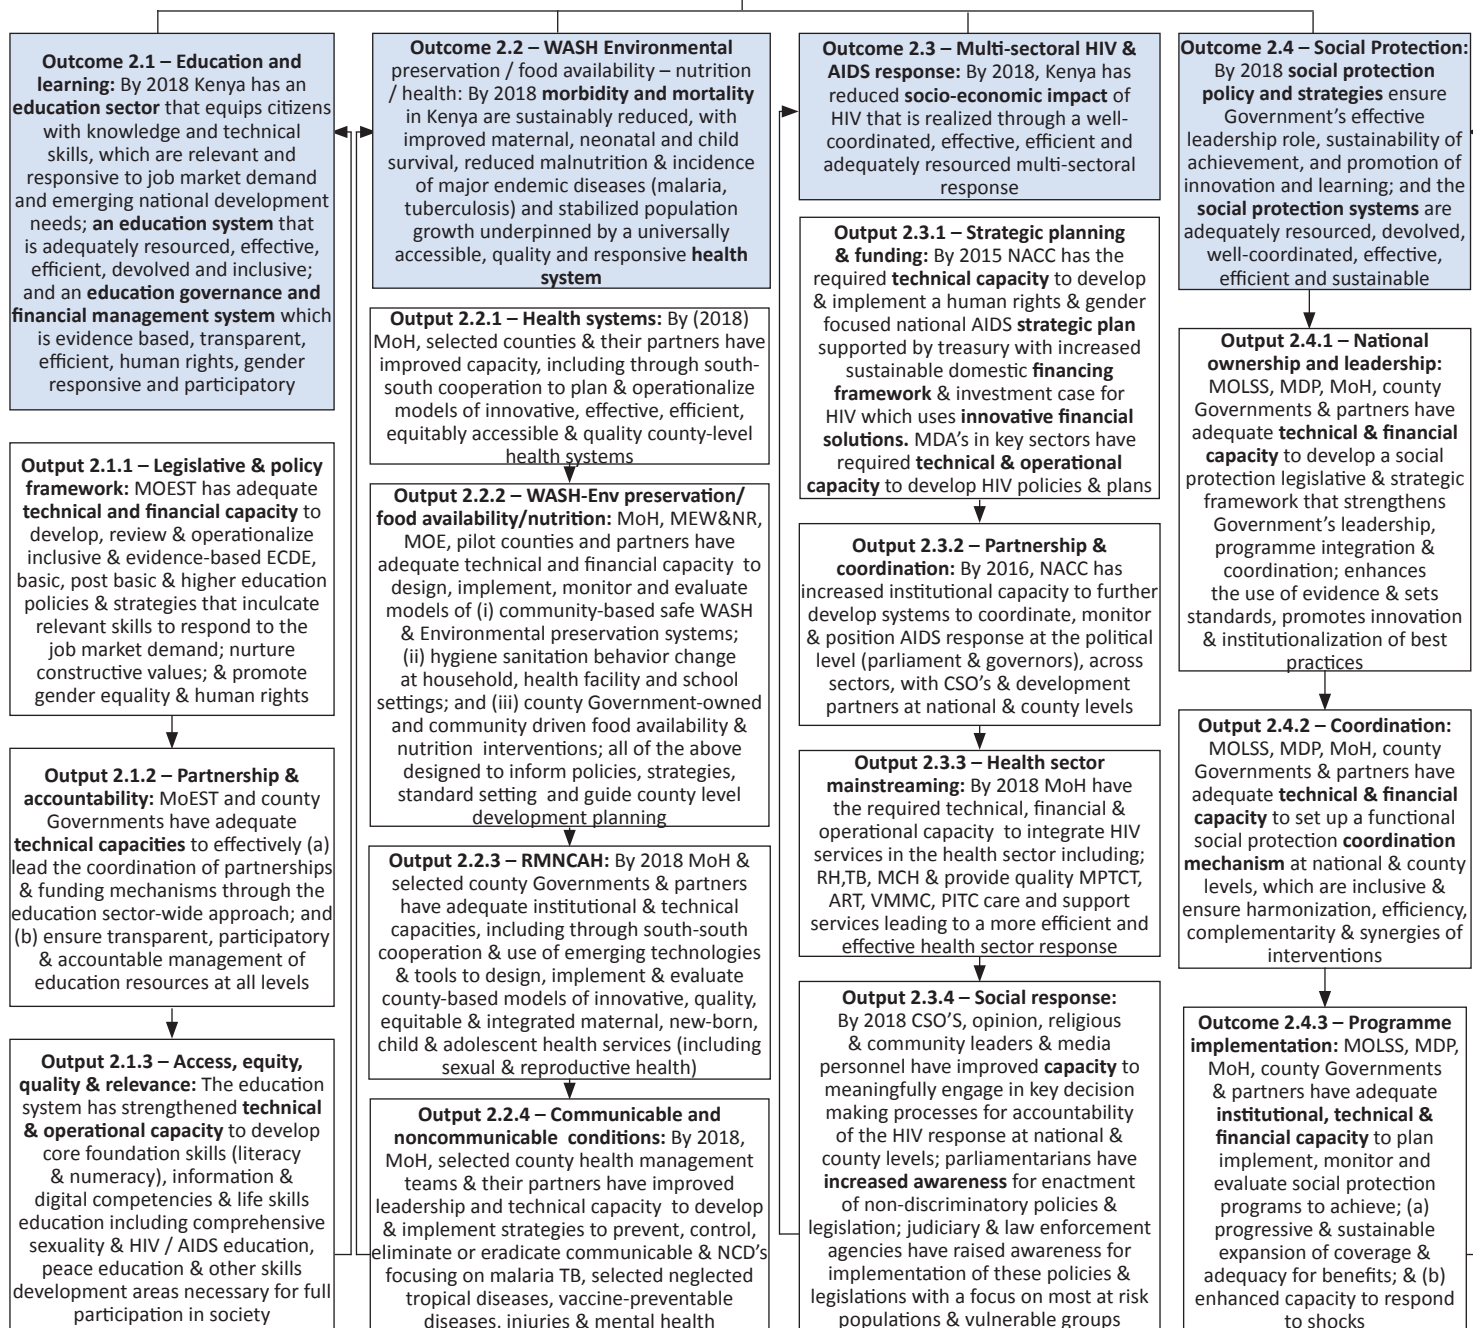 Outcome 2.1 – Education and
learning: By 2018 Kenya has an
education sector that equips citizens
with knowledge and technical
skills, which are relevant and
responsive to job market demand
and emerging national development
needs; an education system that
is adequately resourced, effective,
efficient, devolved and inclusive;
and an education governance and
financial management system which
is evidence based, transparent,
efficient, human rights, gender
responsive and participatory
Output 2.1.1 – Legislative & policy
framework: MOEST has adequate
technical and financial capacity to
develop, review & operationalize
inclusive & evidence-based ECDE,
basic, post basic & higher education
policies & strategies that inculcate
relevant skills to respond to the
job market demand; nurture
constructive values; & promote
gender equality & human rights
Output 2.1.2 – Partnership &
accountability: MoEST and county
Governments have adequate
technical capacities to effectively (a)
lead the coordination of partnerships
& funding mechanisms through the
education sector-wide approach; and
(b) ensure transparent, participatory
& accountable management of
education resources at all levels
Output 2.1.3 – Access, equity,
quality & relevance: The education
system has strengthened technical
& operational capacity to develop
core foundation skills (literacy
& numeracy), information &
digital competencies & life skills
education including comprehensive
sexuality & HIV / AIDS education,
peace education & other skills
development areas necessary for full
participation in society
Outcome 2.2 – WASH Environmental
preservation / food availability – nutrition
/ health: By 2018 morbidity and mortality
in Kenya are sustainably reduced, with
improved maternal, neonatal and child
survival, reduced malnutrition & incidence
of major endemic diseases (malaria,
tuberculosis) and stabilized population
growth underpinned by a universally
accessible, quality and responsive health
system
Output 2.2.1 – Health systems: By (2018)
MoH, selected counties & their partners have
improved capacity, including through south-
south cooperation to plan & operationalize
models of innovative, effective, efficient,
equitably accessible & quality county-level
health systems
Output 2.2.2 – WASH-Env preservation/
food availability/nutrition: MoH, MEW&NR,
MOE, pilot counties and partners have
adequate technical and financial capacity to
design, implement, monitor and evaluate
models of (i) community-based safe WASH
& Environmental preservation systems;
(ii) hygiene sanitation behavior change
at household, health facility and school
settings; and (iii) county Government-owned
and community driven food availability &
nutrition interventions; all of the above
designed to inform policies, strategies,
standard setting and guide county level
development planning
Output 2.2.3 – RMNCAH: By 2018 MoH &
selected county Governments & partners
have adequate institutional & technical
capacities, including through south-south
cooperation & use of emerging technologies
& tools to design, implement & evaluate
county-based models of innovative, quality,
equitable & integrated maternal, new-born,
child & adolescent health services (including
sexual & reproductive health)
Output 2.2.4 – Communicable and
noncommunicable conditions: By 2018,
MoH, selected county health management
teams & their partners have improved
leadership and technical capacity to develop
& implement strategies to prevent, control,
eliminate or eradicate communicable & NCD's
focusing on malaria TB, selected neglected
tropical diseases, vaccine-preventable
diseases, injuries & mental health
Outcome 2.3 – Multi-sectoral HIV &
AIDS response: By 2018, Kenya has
reduced socio-economic impact of
HIV that is realized through a well-
coordinated, effective, efficient and
adequately resourced multi-sectoral
response
Output 2.3.1 – Strategic planning
& funding: By 2015 NACC has the
required technical capacity to develop
& implement a human rights & gender
focused national AIDS strategic plan
supported by treasury with increased
sustainable domestic financing
framework & investment case for
HIV which uses innovative financial
solutions. MDA's in key sectors have
required technical & operational
capacity to develop HIV policies & plans
Output 2.3.2 – Partnership &
coordination: By 2016, NACC has
increased institutional capacity to further
develop systems to coordinate, monitor
& position AIDS response at the political
level (parliament & governors), across
sectors, with CSO's & development
partners at national & county levels
Output 2.3.3 – Health sector
mainstreaming: By 2018 MoH have
the required technical, financial &
operational capacity to integrate HIV
services in the health sector including;
RH,TB, MCH & provide quality MPTCT,
ART, VMMC, PITC care and support
services leading to a more efficient and
effective health sector response
Output 2.3.4 – Social response:
By 2018 CSO'S, opinion, religious
& community leaders & media
personnel have improved capacity to
meaningfully engage in key decision
making processes for accountability
of the HIV response at national &
county levels; parliamentarians have
increased awareness for enactment
of non-discriminatory policies &
legislation; judiciary & law enforcement
agencies have raised awareness for
implementation of these policies &
legislations with a focus on most at risk
populations & vulnerable groups
Outcome 2.4 – Social Protection:
By 2018 social protection
policy and strategies ensure
Government's effective
leadership role, sustainability of
achievement, and promotion of
innovation and learning; and the
social protection systems are
adequately resourced, devolved,
well-coordinated, effective,
efficient and sustainable
Output 2.4.1 – National
ownership and leadership:
MOLSS, MDP, MoH, county
Governments & partners have
adequate technical & financial
capacity to develop a social
protection legislative & strategic
framework that strengthens
Government's leadership,
programme integration &
coordination; enhances
the use of evidence & sets
standards, promotes innovation
& institutionalization of best
practices
Output 2.4.2 – Coordination:
MOLSS, MDP, MoH, county
Governments & partners have
adequate technical & financial
capacity to set up a functional
social protection coordination
mechanism at national & county
levels, which are inclusive &
ensure harmonization, efficiency,
complementarity & synergies of
interventions
Outcome 2.4.3 – Programme
implementation: MOLSS, MDP,
MoH, county Governments
& partners have adequate
institutional, technical &
financial capacity to plan
implement, monitor and
evaluate social protection
programs to achieve; (a)
progressive & sustainable
expansion of coverage &
adequacy for benefits; & (b)
enhanced capacity to respond
to shocks